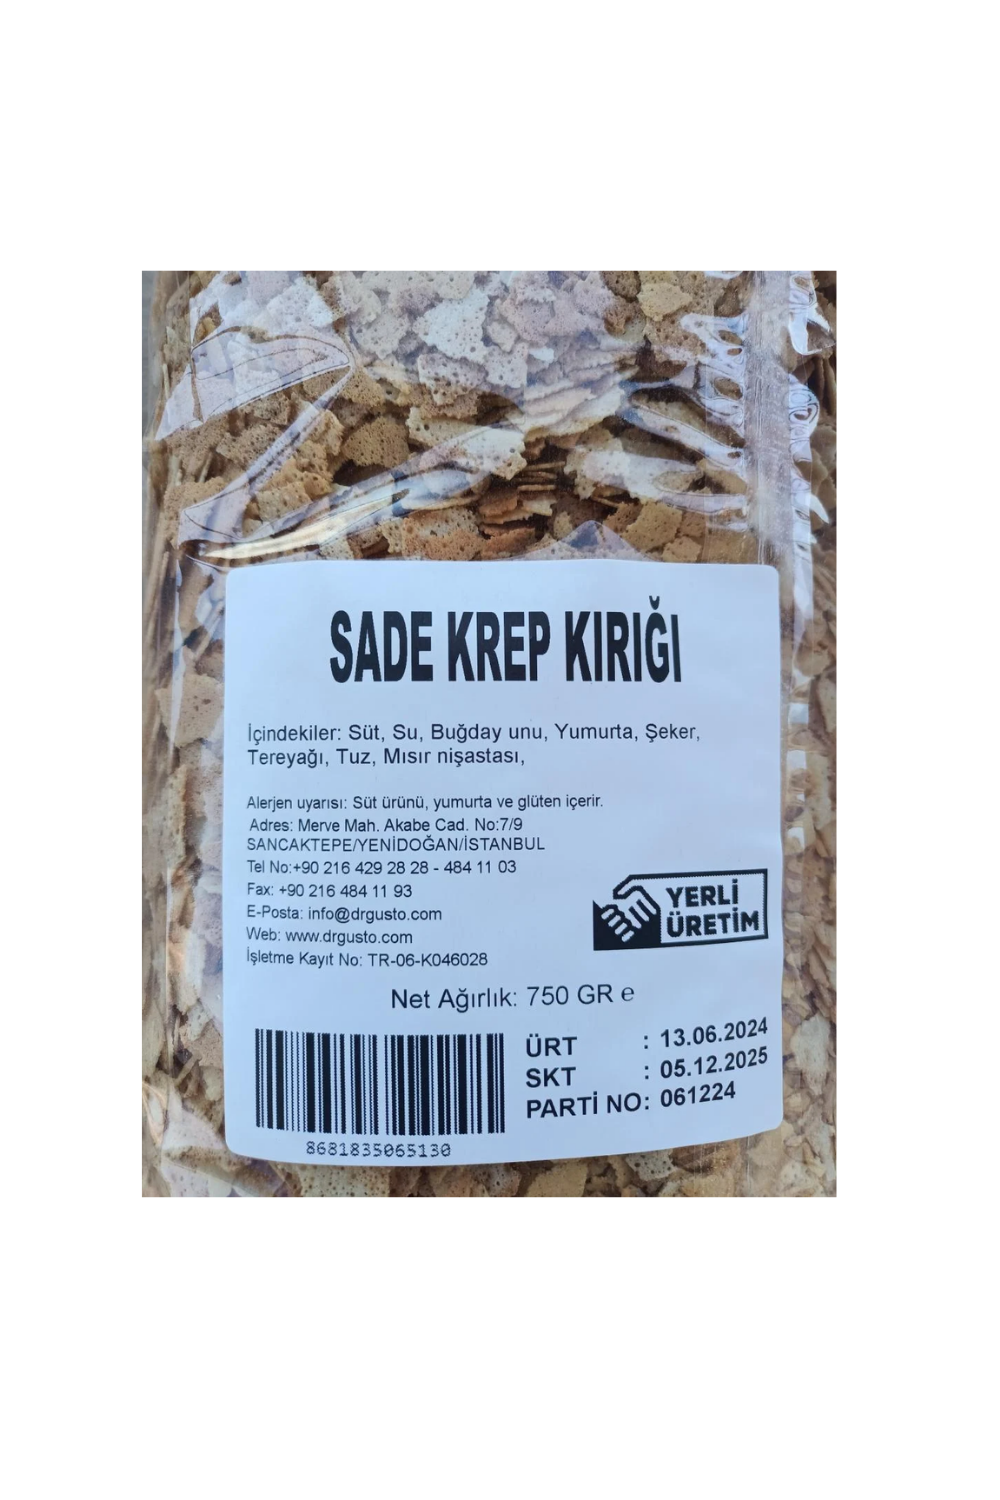 SADE KREP KIRIĞI
İçindekiler: Süt, Su, Buğday unu, Yumurta, Şeker,
Tereyağı, Tuz, Mısır nişastası,
Alerjen uyarısı: Süt ürünü, yumurta ve glüten içerir.
Adres: Merve Mah. Akabe Cad. No:7/9
SANCAKTEPE/YENİDOĞAN/İSTANBUL
Tel No:+90 216 429 28 28 - 484 11 03
Fax: +90 216 484 11 93
E-Posta: info@drgusto.com
Web: www.drgusto.com
İşletme Kayıt No: TR-06-K046028
YERLİ
ÜRETİM
Net Ağırlık: 750 GR e
ÜRT : 13.06.2024
SKT : 05.12.2025
PARTİ NO: 061224
8681835065130